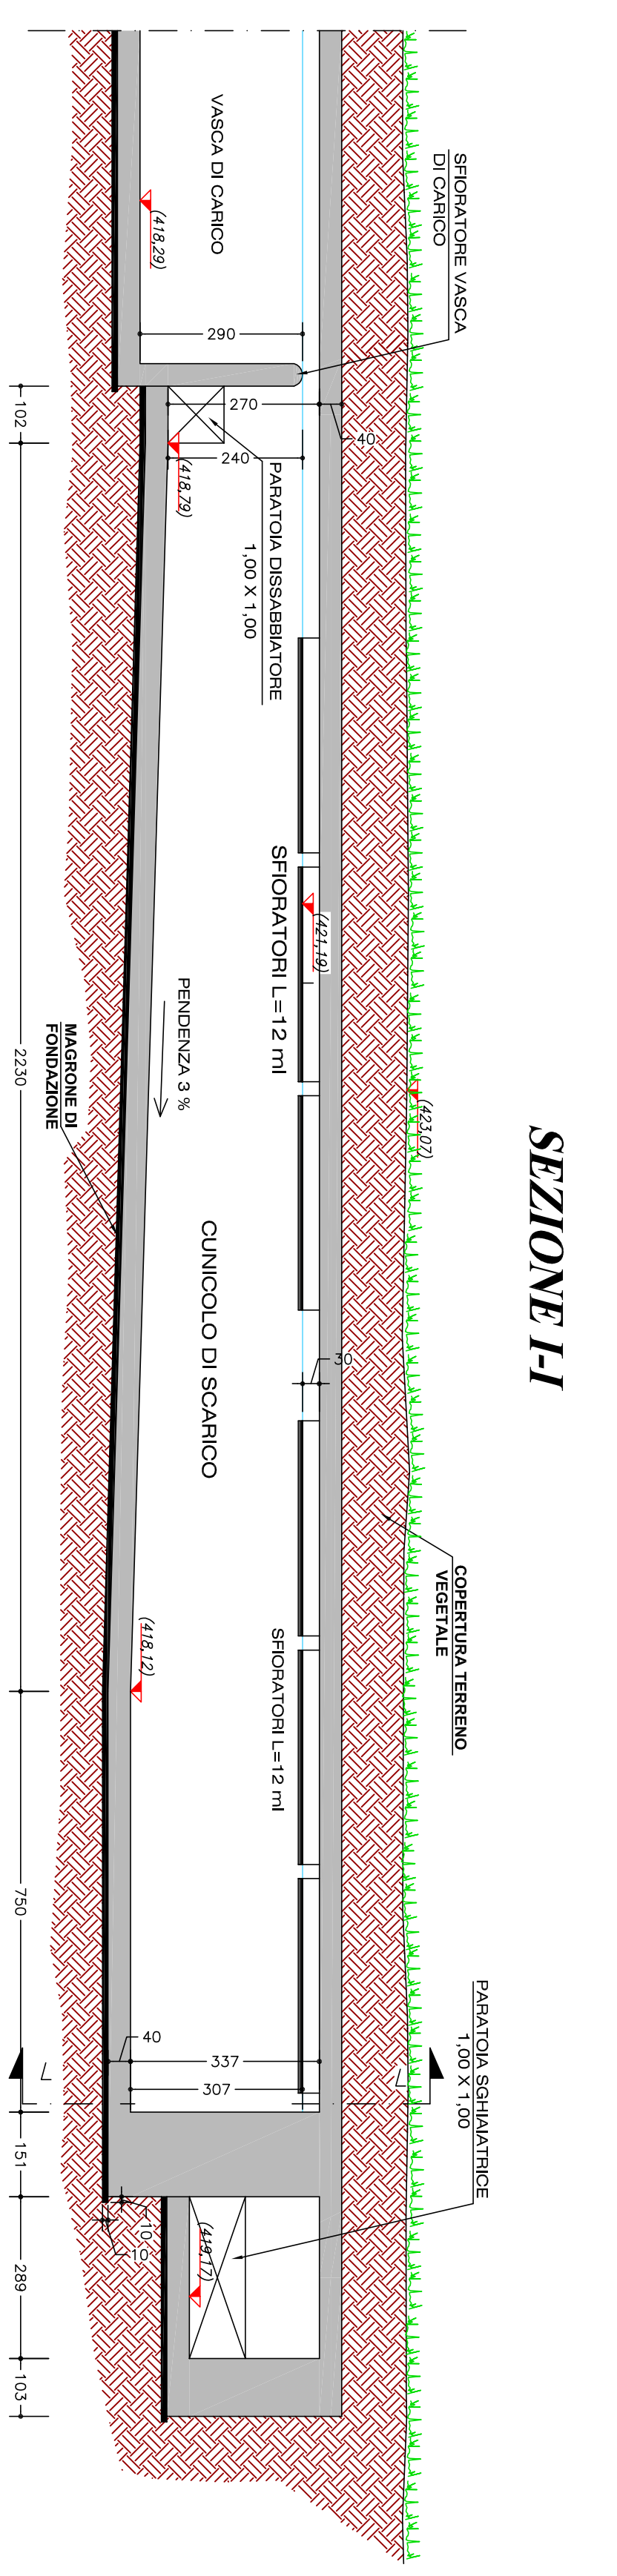 SEZIONE I-I
SFIORATORE VASCA
DI CARICO
(423,07)
COPERTURA TERRENO
VEGETALE
PARATOIA SGHIAIATRICE
1,00 X 1,00
L
L
40
30
(421,19)
VASCA DI CARICO
(418,29)
290
270
240
(418,79)
PARATOIA DISSABBIATORE
1,00 X 1,00
SFIORATORI L=12 ml
SFIORATORI L=12 ml
PENDENZA 3 %
CUNICOLO DI SCARICO
(418,12)
MAGRONE DI
FONDAZIONE
40
337
307
(419,17)
10
10
102
2230
750
151
289
103